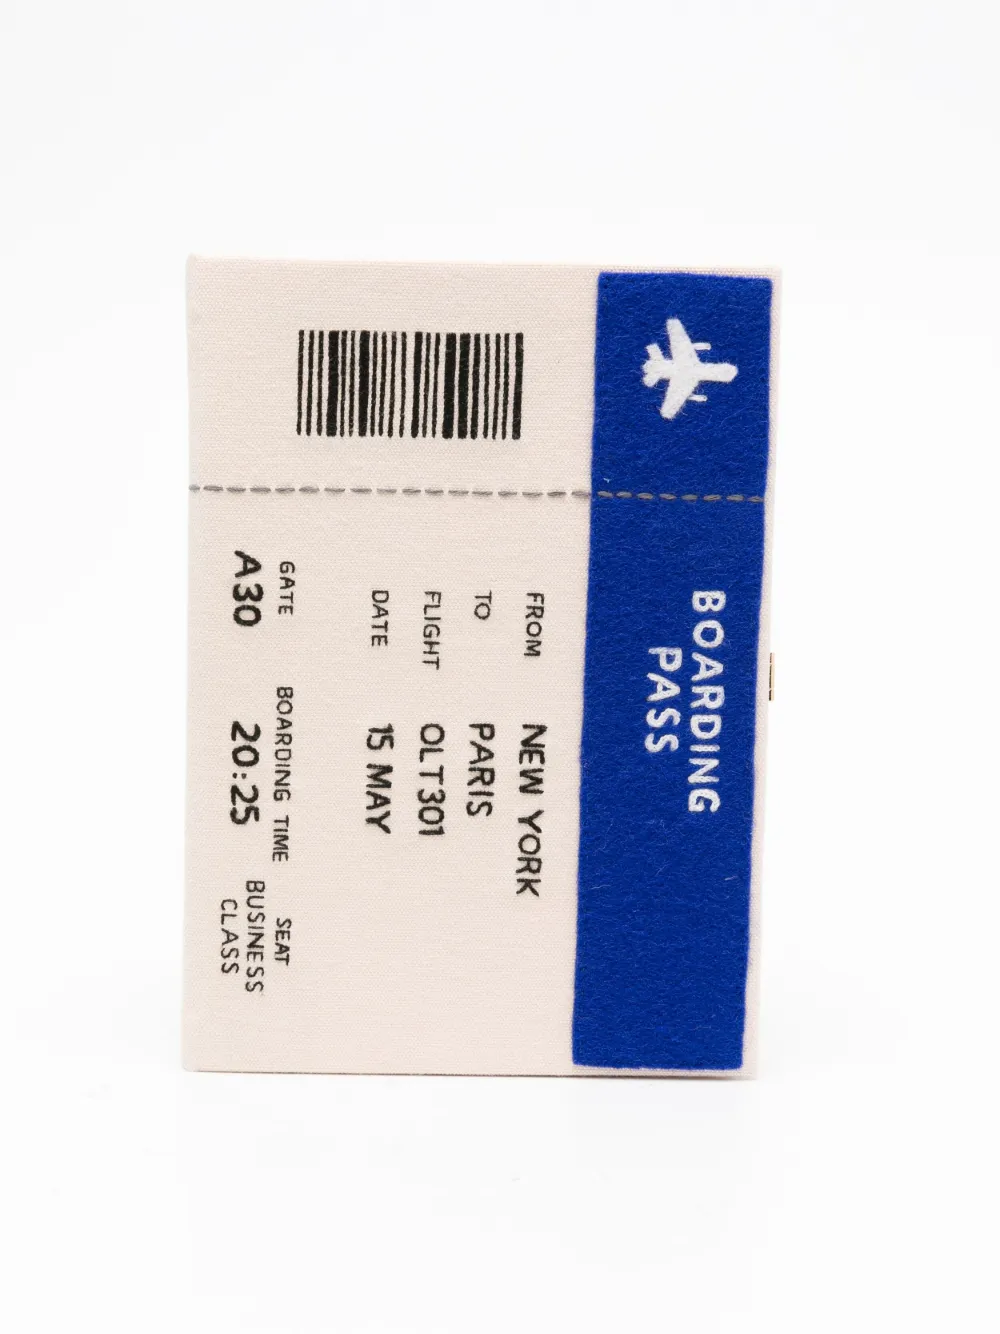 BOARDING
PASS
FROM NEW YORK
TO PARIS
FLIGHT OLT301
DATE 15 MAY
GATE BOARDING TIME SEAT
A30 20:25 BUSINESS
CLASS